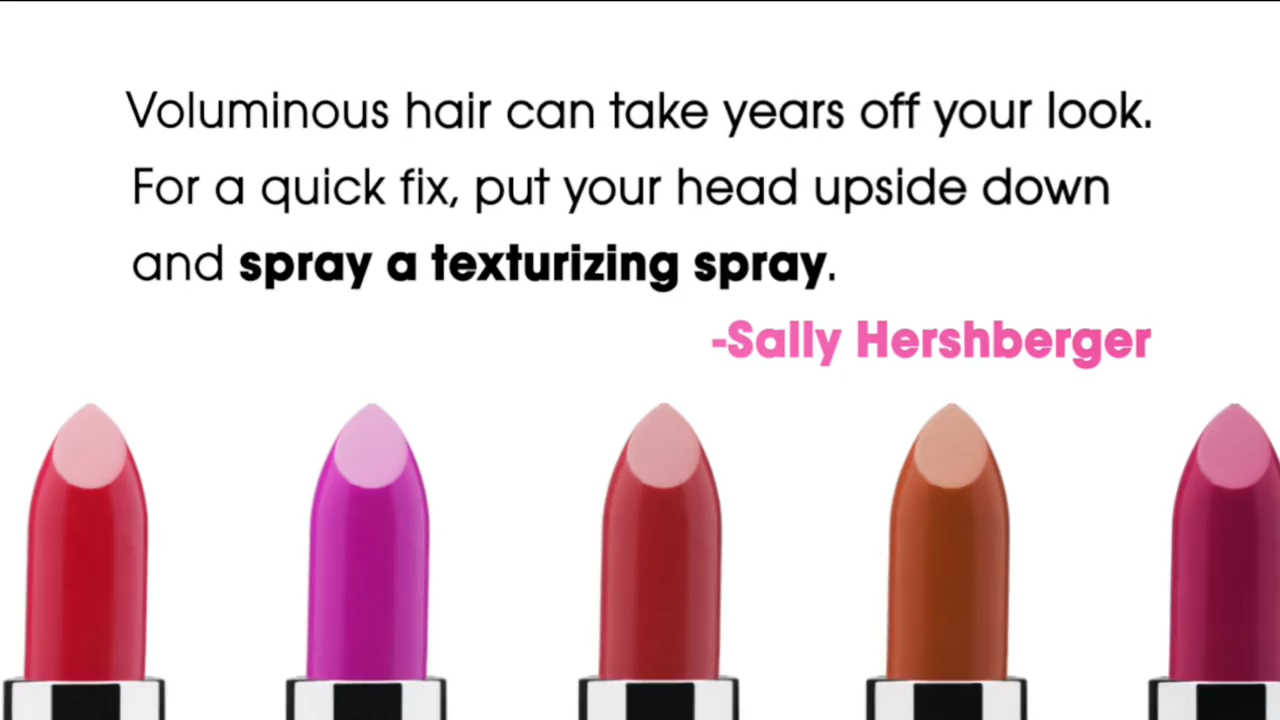 Voluminous hair can take years off your look.
For a quick fix, put your head upside down
and spray a texturizing spray.
-Sally Hershberger